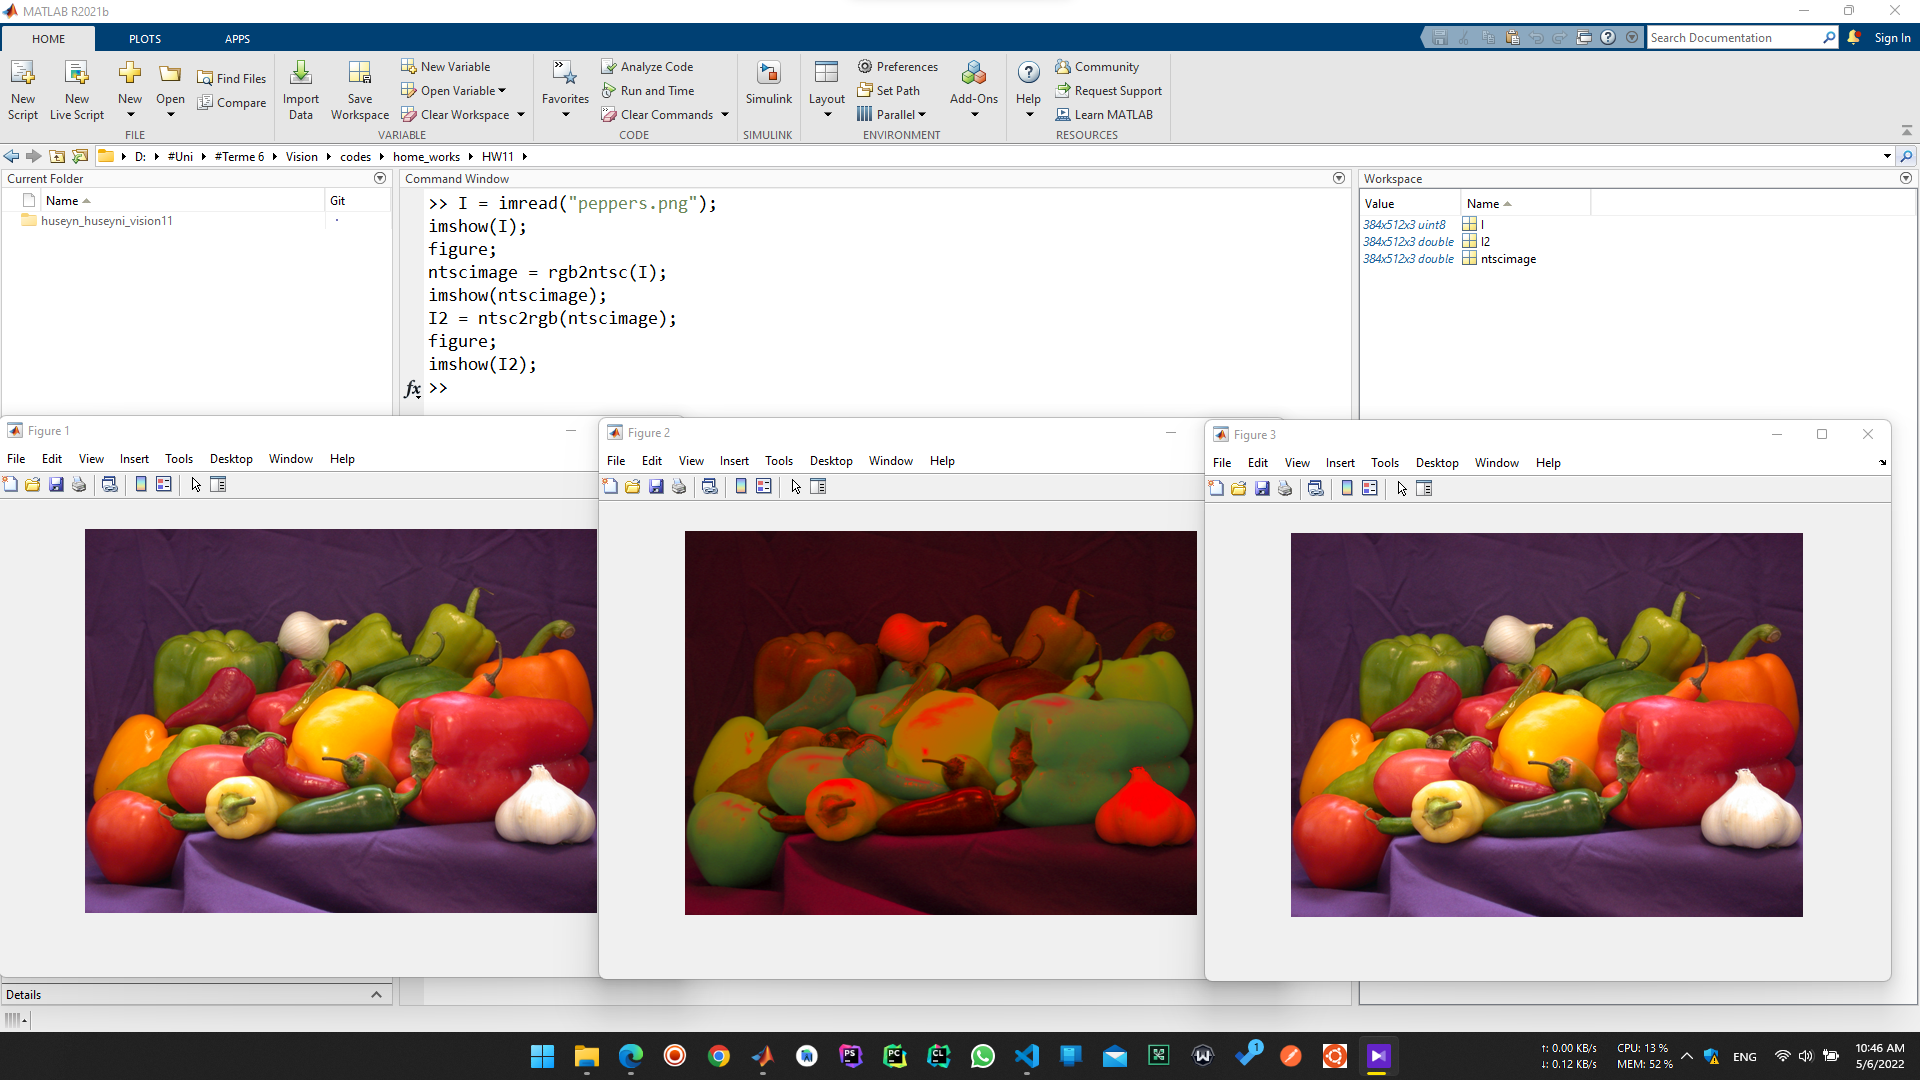 MATLAB R2021b
HOME PLOTS APPS
Search Documentation
Sign In
New Script
New Live Script
New
Open
Find Files
Compare
FILE
Import Data
Save Workspace
New Variable
Open Variable
Clear Workspace
VARIABLE
Favorites
Analyze Code
Run and Time
Clear Commands
CODE
Simulink
SIMULINK
Layout
Preferences
Set Path
Parallel
Add-Ons
ENVIRONMENT
Help
Community
Request Support
Learn MATLAB
RESOURCES
D: #Uni #Terme 6 Vision codes home_works HW11
Current Folder
Name Git
huseyn_huseyni_vision11
Command Window
>> I = imread("peppers.png");
imshow(I);
figure;
ntscimage = rgb2ntsc(I);
imshow(ntscimage);
I2 = ntsc2rgb(ntscimage);
figure;
imshow(I2);
fx >>
Workspace
Value Name
384x512x3 uint8 I
384x512x3 double I2
384x512x3 double ntscimage
Figure 1
File Edit View Insert Tools Desktop Window Help
Figure 2
File Edit View Insert Tools Desktop Window Help
Figure 3
File Edit View Insert Tools Desktop Window Help
Details
PS
PC
CL
1
↑: 0.00 KB/s
↓: 0.12 KB/s
CPU: 13 %
MEM: 52 %
ENG
10:46 AM
5/6/2022